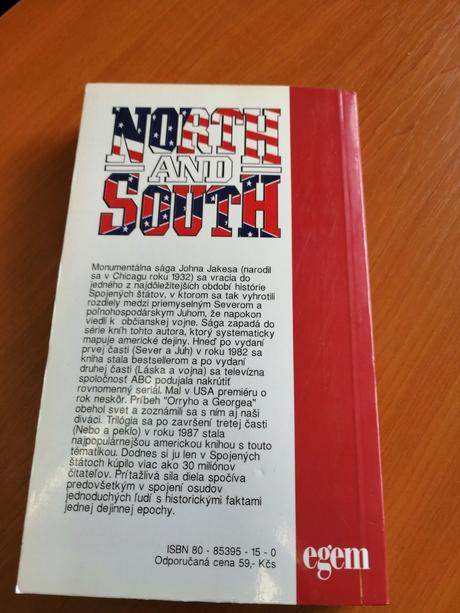 NORTH
AND
SOUTH
Monumentálna sága Johna Jakesa (narodil
sa v Chicagu roku 1932) sa vracia do
jedného z najdôležitejších období histórie
Spojených štátov, v ktorom sa tak vyhrotili
rozdiely medzi priemyselným Severom a
poľnohospodárskym Juhom, že napokon
viedli k občianskej vojne. Sága zapadá do
série kníh tohto autora, ktorý systematicky
mapuje americké dejiny. Hneď po vydaní
prvej časti (Sever a Juh) v roku 1982 sa
kniha stala bestsellerom a po vydaní
druhej časti (Láska a vojna) sa televízna
spoločnosť ABC podujala nakrútiť
rovnomenný seriál. Mal v USA premiéru o
rok neskôr. Príbeh "Orryho a Georgea"
obehol svet a zoznámili sa s ním aj naši
diváci. Trilógia sa po završení tretej časti
(Nebo a peklo) v roku 1987 stala
najpopulárnejšou americkou knihou s touto
tématikou. Dodnes si ju len v Spojených
štátoch kúpilo viac ako 30 miliónov
čitateľov. Príťažlivá sila diela spočíva
predovšetkým v spojení osudov
jednoduchých ľudí s historickými faktami
jednej dejinnej epochy.
ISBN 80 - 85395 - 15 - 0
Odporučaná cena 59,- Kčs
egem